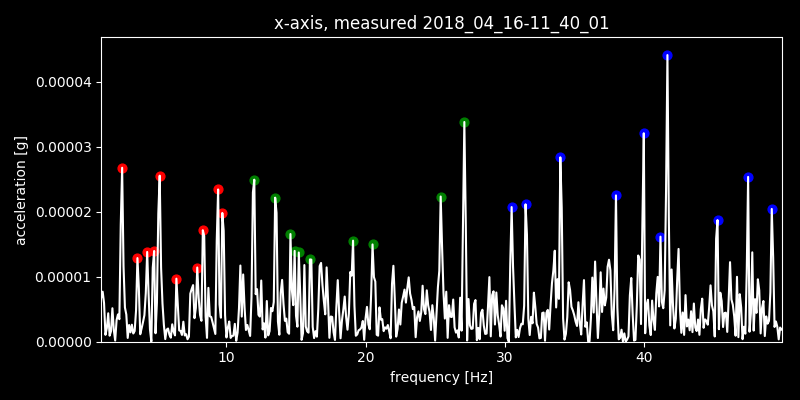 x-axis, measured 2018_04_16-11_40_01
0.00004
0.00003
0.00002
0.00001
0.00000
acceleration [g]
10 20 30 40
frequency [Hz]